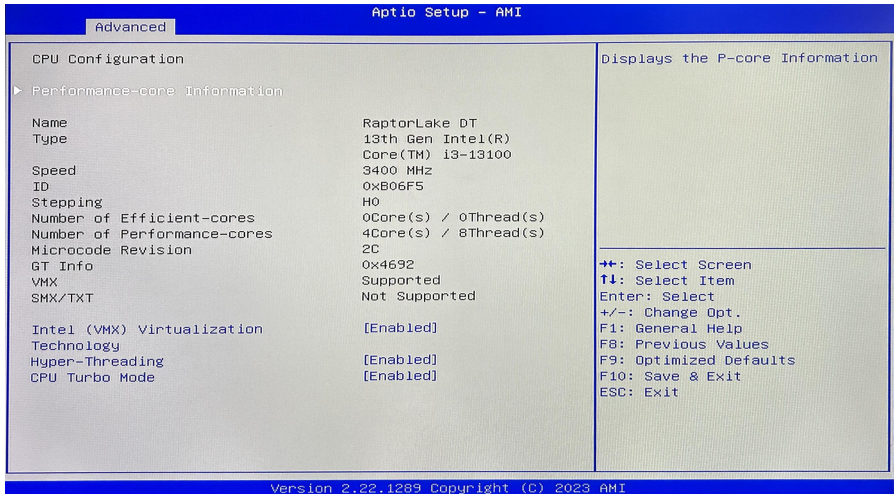 Aptio Setup – AMI
Advanced
CPU Configuration
Performance-core Information
Name RaptorLake DT
Type 13th Gen Intel(R)
Core(TM) i3-13100
Speed 3400 MHz
ID 0xB06F5
Stepping H0
Number of Efficient-cores 0Core(s) / 0Thread(s)
Number of Performance-cores 4Core(s) / 8Thread(s)
Microcode Revision 2C
GT Info 0x4692
VMX Supported
SMX/TXT Not Supported
Intel (VMX) Virtualization [Enabled]
Technology
Hyper-Threading [Enabled]
CPU Turbo Mode [Enabled]
Displays the P-core Information
→←: Select Screen
↑↓: Select Item
Enter: Select
+/-: Change Opt.
F1: General Help
F8: Previous Values
F9: Optimized Defaults
F10: Save & Exit
ESC: Exit
Version 2.22.1289 Copyright (C) 2023 AMI